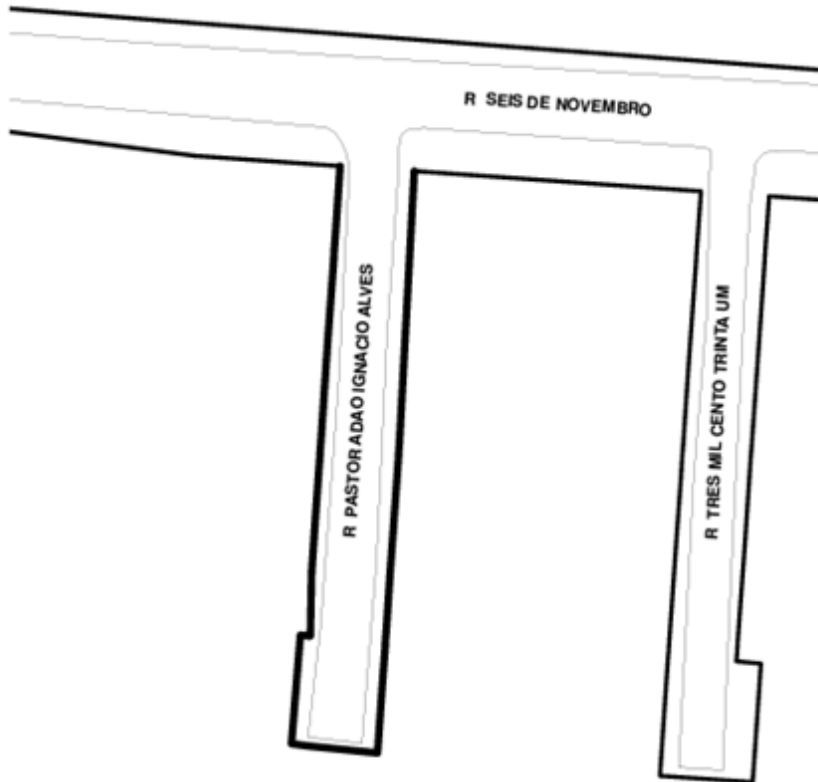 R SEIS DE NOVEMBRO
R PASTOR ADAO IGNACIO ALVES
R TRES MIL CENTO TRINTA UM